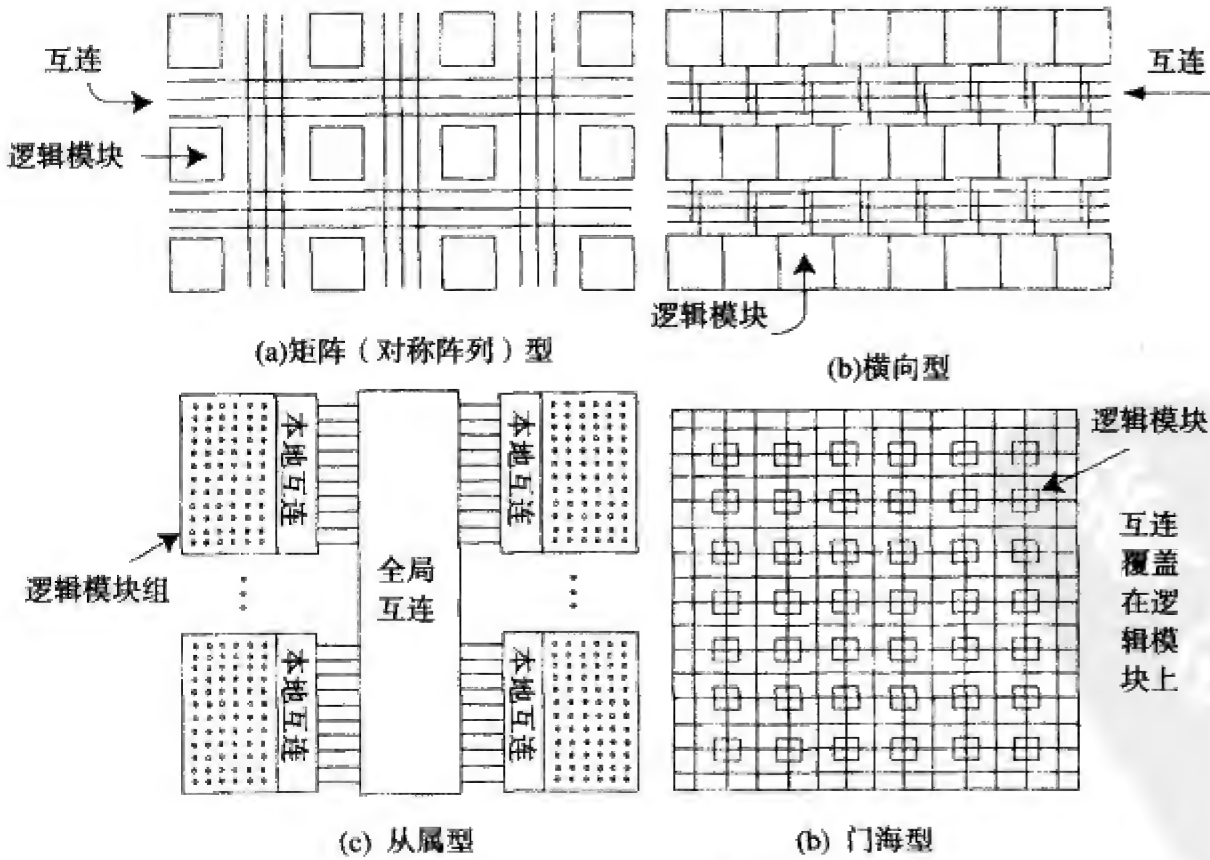 互连
逻辑模块
互连
逻辑模块
(a)矩阵（对称阵列）型
(b)横向型
本地互连
本地互连
全局
互连
逻辑模块组
本地互连
本地互连
逻辑模块
互连
覆盖
在逻
辑模
块上
(c) 从属型
(b) 门海型